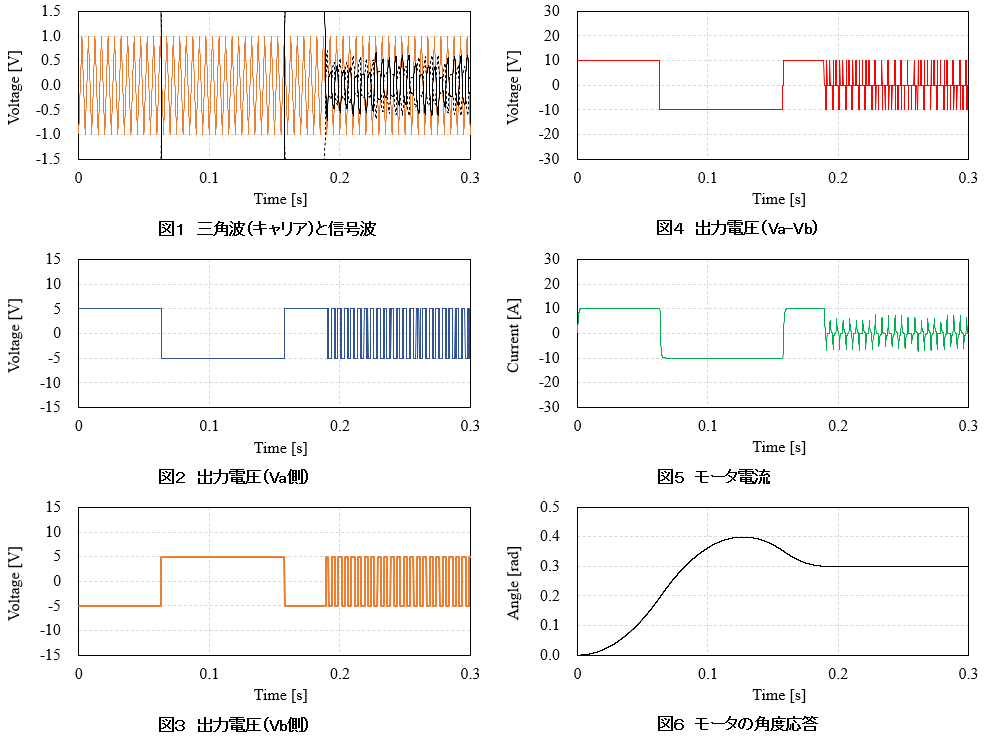 1.5
1.0
0.5
0.0
-0.5
-1.0
-1.5
Voltage [V]
0 0.1 0.2 0.3
Time [s]
図1 三角波(キャリア)と信号波
30
20
10
0
-10
-20
-30
Voltage [V]
0 0.1 0.2 0.3
Time [s]
図4 出力電圧(Va-Vb)
15
10
5
0
-5
-10
-15
Voltage [V]
0 0.1 0.2 0.3
Time [s]
図2 出力電圧(Va側)
30
20
10
0
-10
-20
-30
Current [A]
0 0.1 0.2 0.3
Time [s]
図5 モータ電流
15
10
5
0
-5
-10
-15
Voltage [V]
0 0.1 0.2 0.3
Time [s]
図3 出力電圧(Vb側)
0.5
0.4
0.3
0.2
0.1
0.0
Angle [rad]
0 0.1 0.2 0.3
Time [s]
図6 モータの角度応答